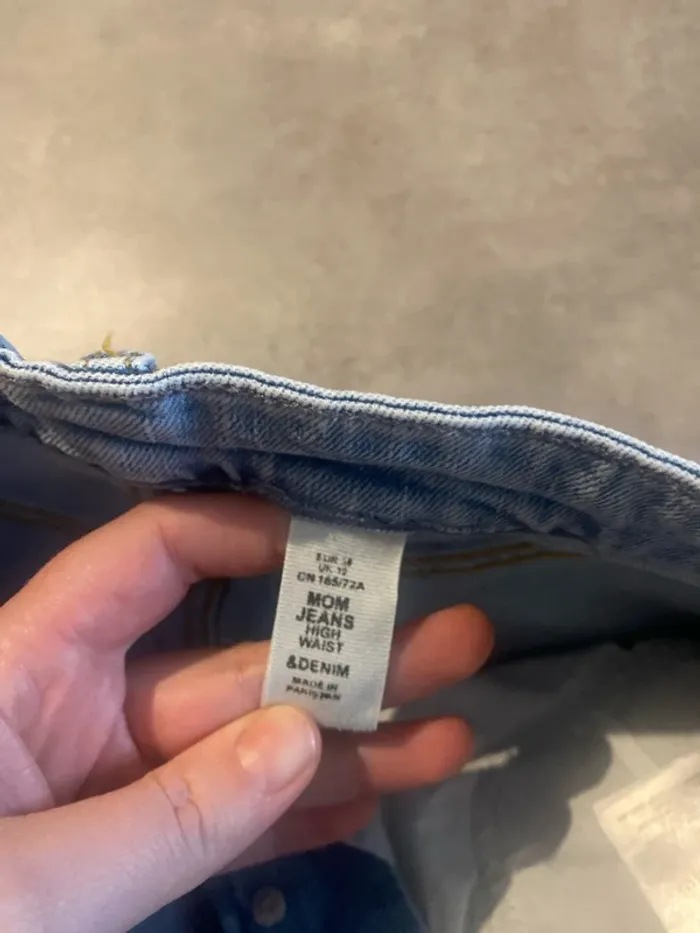 EUR 38
UK 12
CN 165/72A
MOM
JEANS
HIGH
WAIST
&DENIM
MADE IN
PAKISTAN